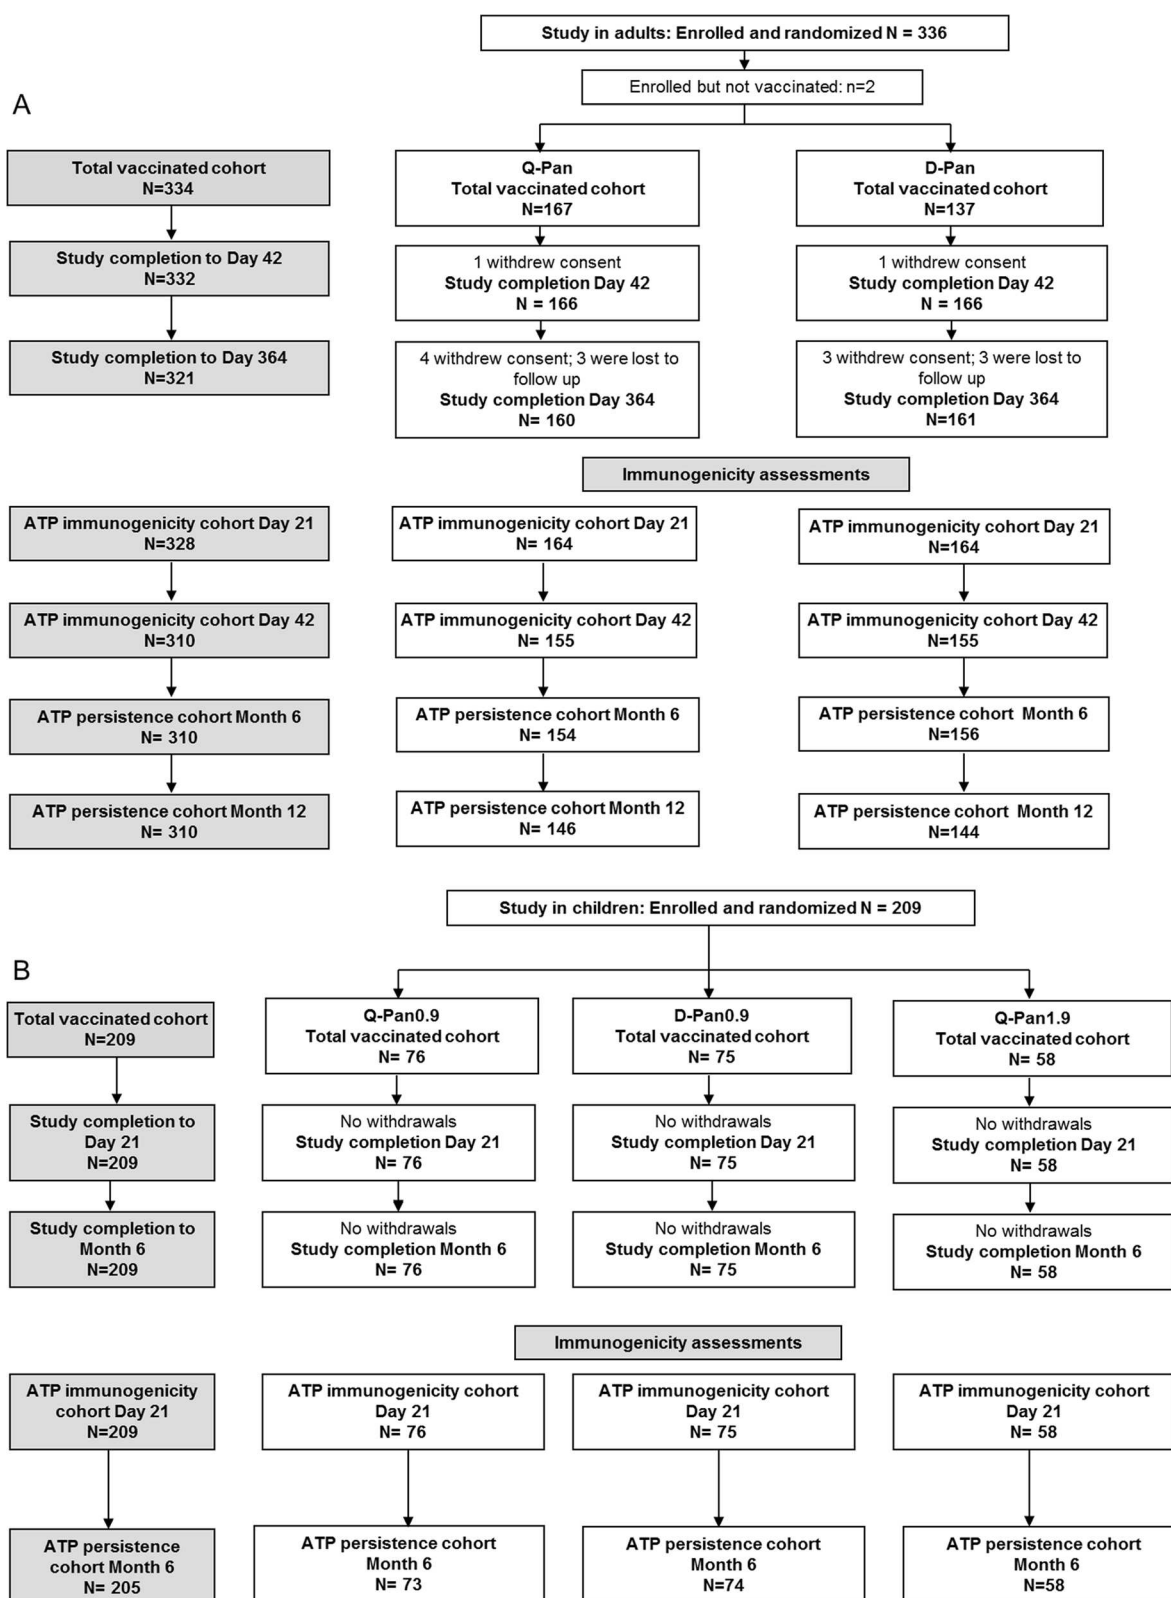 Study in adults: Enrolled and randomized N = 336
Enrolled but not vaccinated: n=2
A
Total vaccinated cohort
N=334
Study completion to Day 42
N=332
Study completion to Day 364
N=321
Q-Pan
Total vaccinated cohort
N=167
1 withdrew consent
Study completion Day 42
N = 166
4 withdrew consent; 3 were lost to
follow up
Study completion Day 364
N= 160
D-Pan
Total vaccinated cohort
N=137
1 withdrew consent
Study completion Day 42
N = 166
3 withdrew consent; 3 were lost to
follow up
Study completion Day 364
N=161
Immunogenicity assessments
ATP immunogenicity cohort Day 21
N=328
ATP immunogenicity cohort Day 42
N=310
ATP persistence cohort Month 6
N= 310
ATP persistence cohort Month 12
N= 310
ATP immunogenicity cohort Day 21
N= 164
ATP immunogenicity cohort Day 42
N= 155
ATP persistence cohort Month 6
N= 154
ATP persistence cohort Month 12
N= 146
ATP immunogenicity cohort Day 21
N=164
ATP immunogenicity cohort Day 42
N=155
ATP persistence cohort Month 6
N=156
ATP persistence cohort Month 12
N=144
Study in children: Enrolled and randomized N = 209
B
Total vaccinated cohort
N=209
Study completion to
Day 21
N=209
Study completion to
Month 6
N=209
Q-Pan0.9
Total vaccinated cohort
N= 76
No withdrawals
Study completion Day 21
N= 76
No withdrawals
Study completion Month 6
N= 76
D-Pan0.9
Total vaccinated cohort
N= 75
No withdrawals
Study completion Day 21
N= 75
No withdrawals
Study completion Month 6
N= 75
Q-Pan1.9
Total vaccinated cohort
N= 58
No withdrawals
Study completion Day 21
N= 58
No withdrawals
Study completion Month 6
N= 58
Immunogenicity assessments
ATP immunogenicity
cohort Day 21
N=209
ATP persistence
cohort Month 6
N= 205
ATP immunogenicity cohort
Day 21
N= 76
ATP persistence cohort
Month 6
N= 73
ATP immunogenicity cohort
Day 21
N= 75
ATP persistence cohort
Month 6
N=74
ATP immunogenicity cohort
Day 21
N= 58
ATP persistence cohort
Month 6
N=58